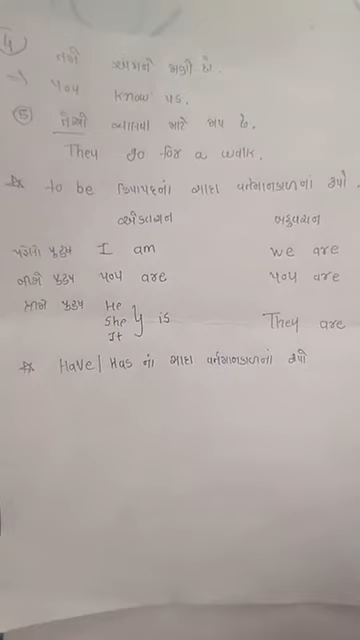 ④ તમે અમને જાણો છો.
→ you know us.
⑤ તેઓ ચાલવા માટે જાય છે.
They go for a walk.
☆ to be ક્રિયાપદનાં સાદા વર્તમાનકાળનાં રૂપો.
એકવચન બહુવચન
પહેલો પુરુષ I am we are
બીજો પુરુષ you are you are
ત્રીજો પુરુષ He
She } is They are
It
☆ Have/Has નાં સાદા વર્તમાનકાળનાં રૂપો